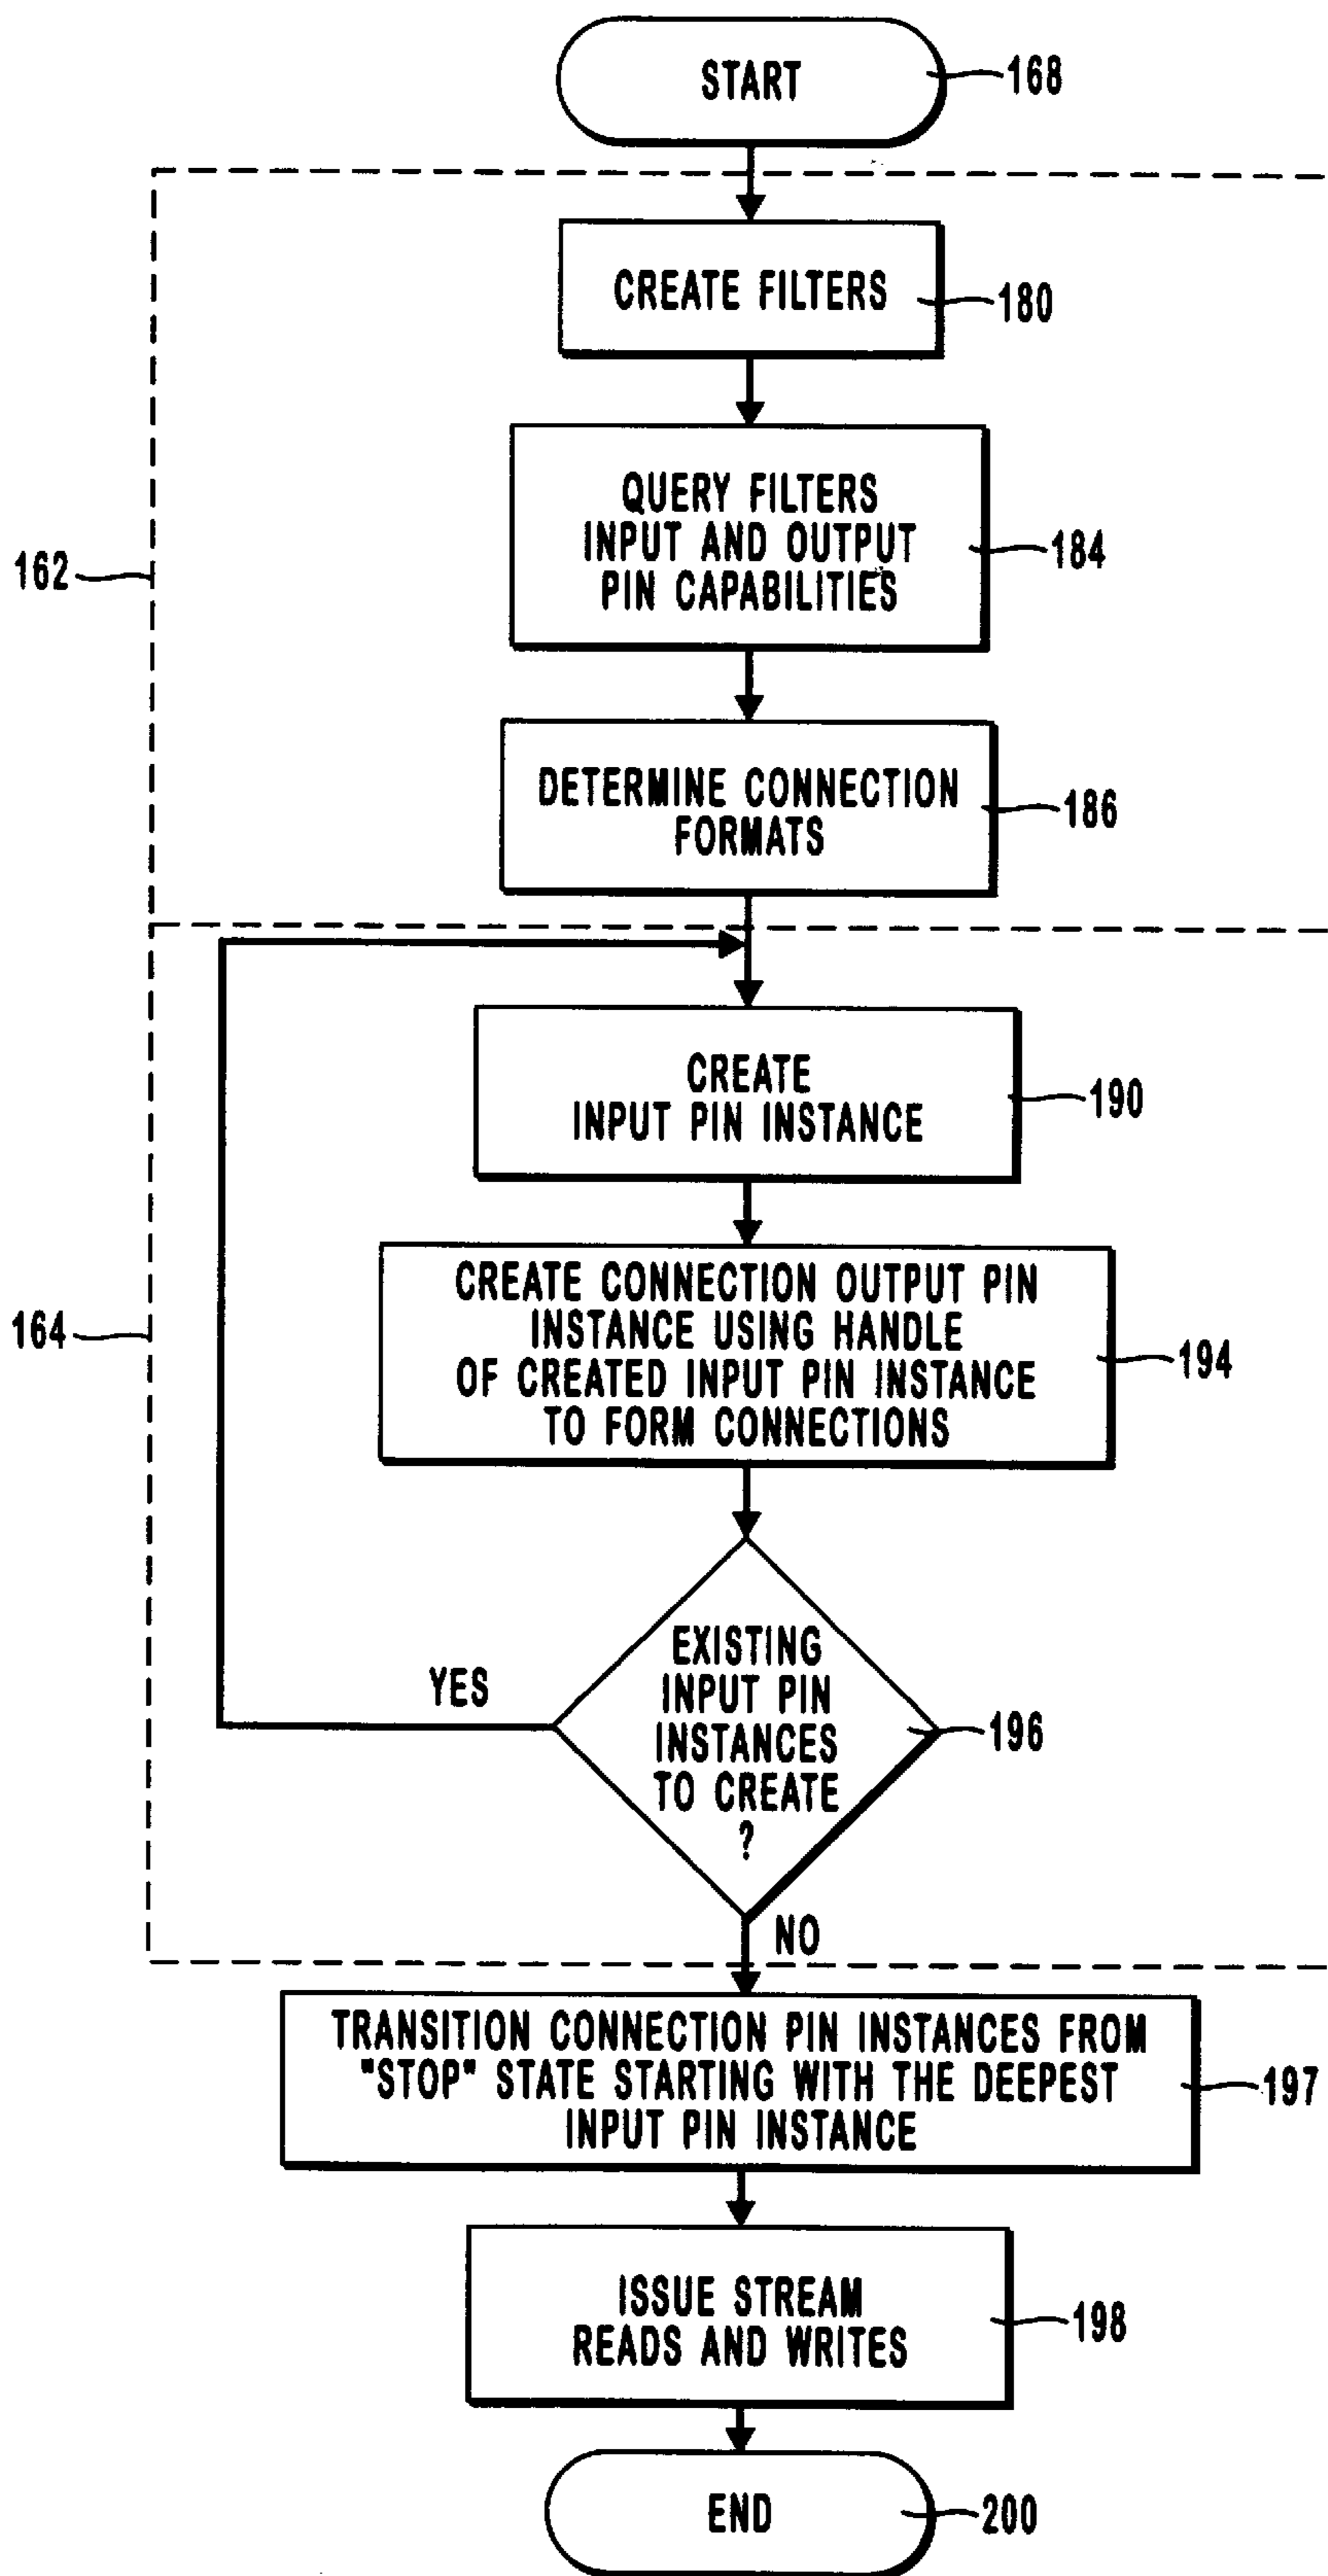 START
168
CREATE FILTERS
180
QUERY FILTERS
INPUT AND OUTPUT
PIN CAPABILITIES
184
162
DETERMINE CONNECTION
FORMATS
186
CREATE
INPUT PIN INSTANCE
190
CREATE CONNECTION OUTPUT PIN
INSTANCE USING HANDLE
OF CREATED INPUT PIN INSTANCE
TO FORM CONNECTIONS
194
164
EXISTING
INPUT PIN
INSTANCES
TO CREATE
?
196
YES
NO
TRANSITION CONNECTION PIN INSTANCES FROM
"STOP" STATE STARTING WITH THE DEEPEST
INPUT PIN INSTANCE
197
ISSUE STREAM
READS AND WRITES
198
END
200